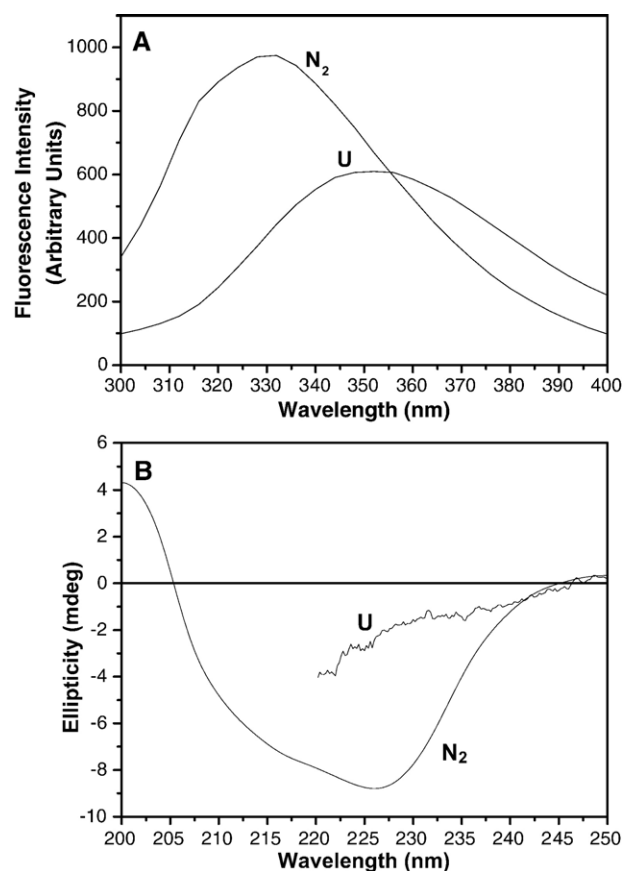 A
N₂
U
Fluorescence Intensity
(Arbitrary Units)
1000
800
600
400
200
0
300 310 320 330 340 350 360 370 380 390 400
Wavelength (nm)
B
U
N₂
Ellipticity (mdeg)
6
4
2
0
-2
-4
-6
-8
-10
200 205 210 215 220 225 230 235 240 245 250
Wavelength (nm)